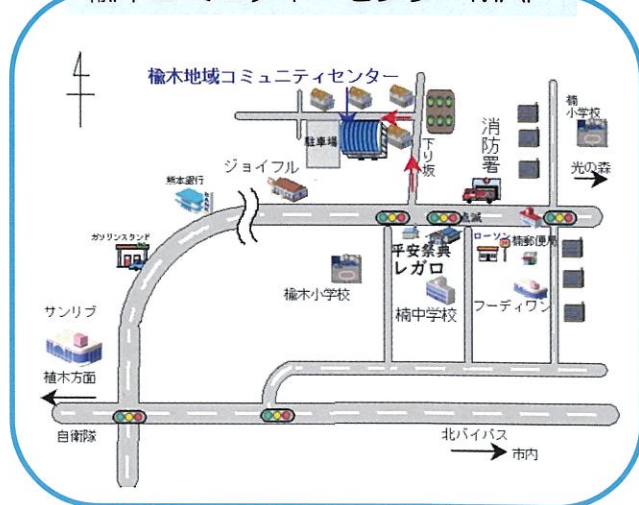 楡木地域コミュニティセンター
楠
小学校
消防署
駐車場
下り坂
光の森
ジョイフル
熊本銀行
点滅
ガソリンスタンド
平安祭典
レガロ
ローソン
楠郵便局
楡木小学校
楠中学校
フーディワン
サンリブ
植木方面
自衛隊
北バイパス
市内